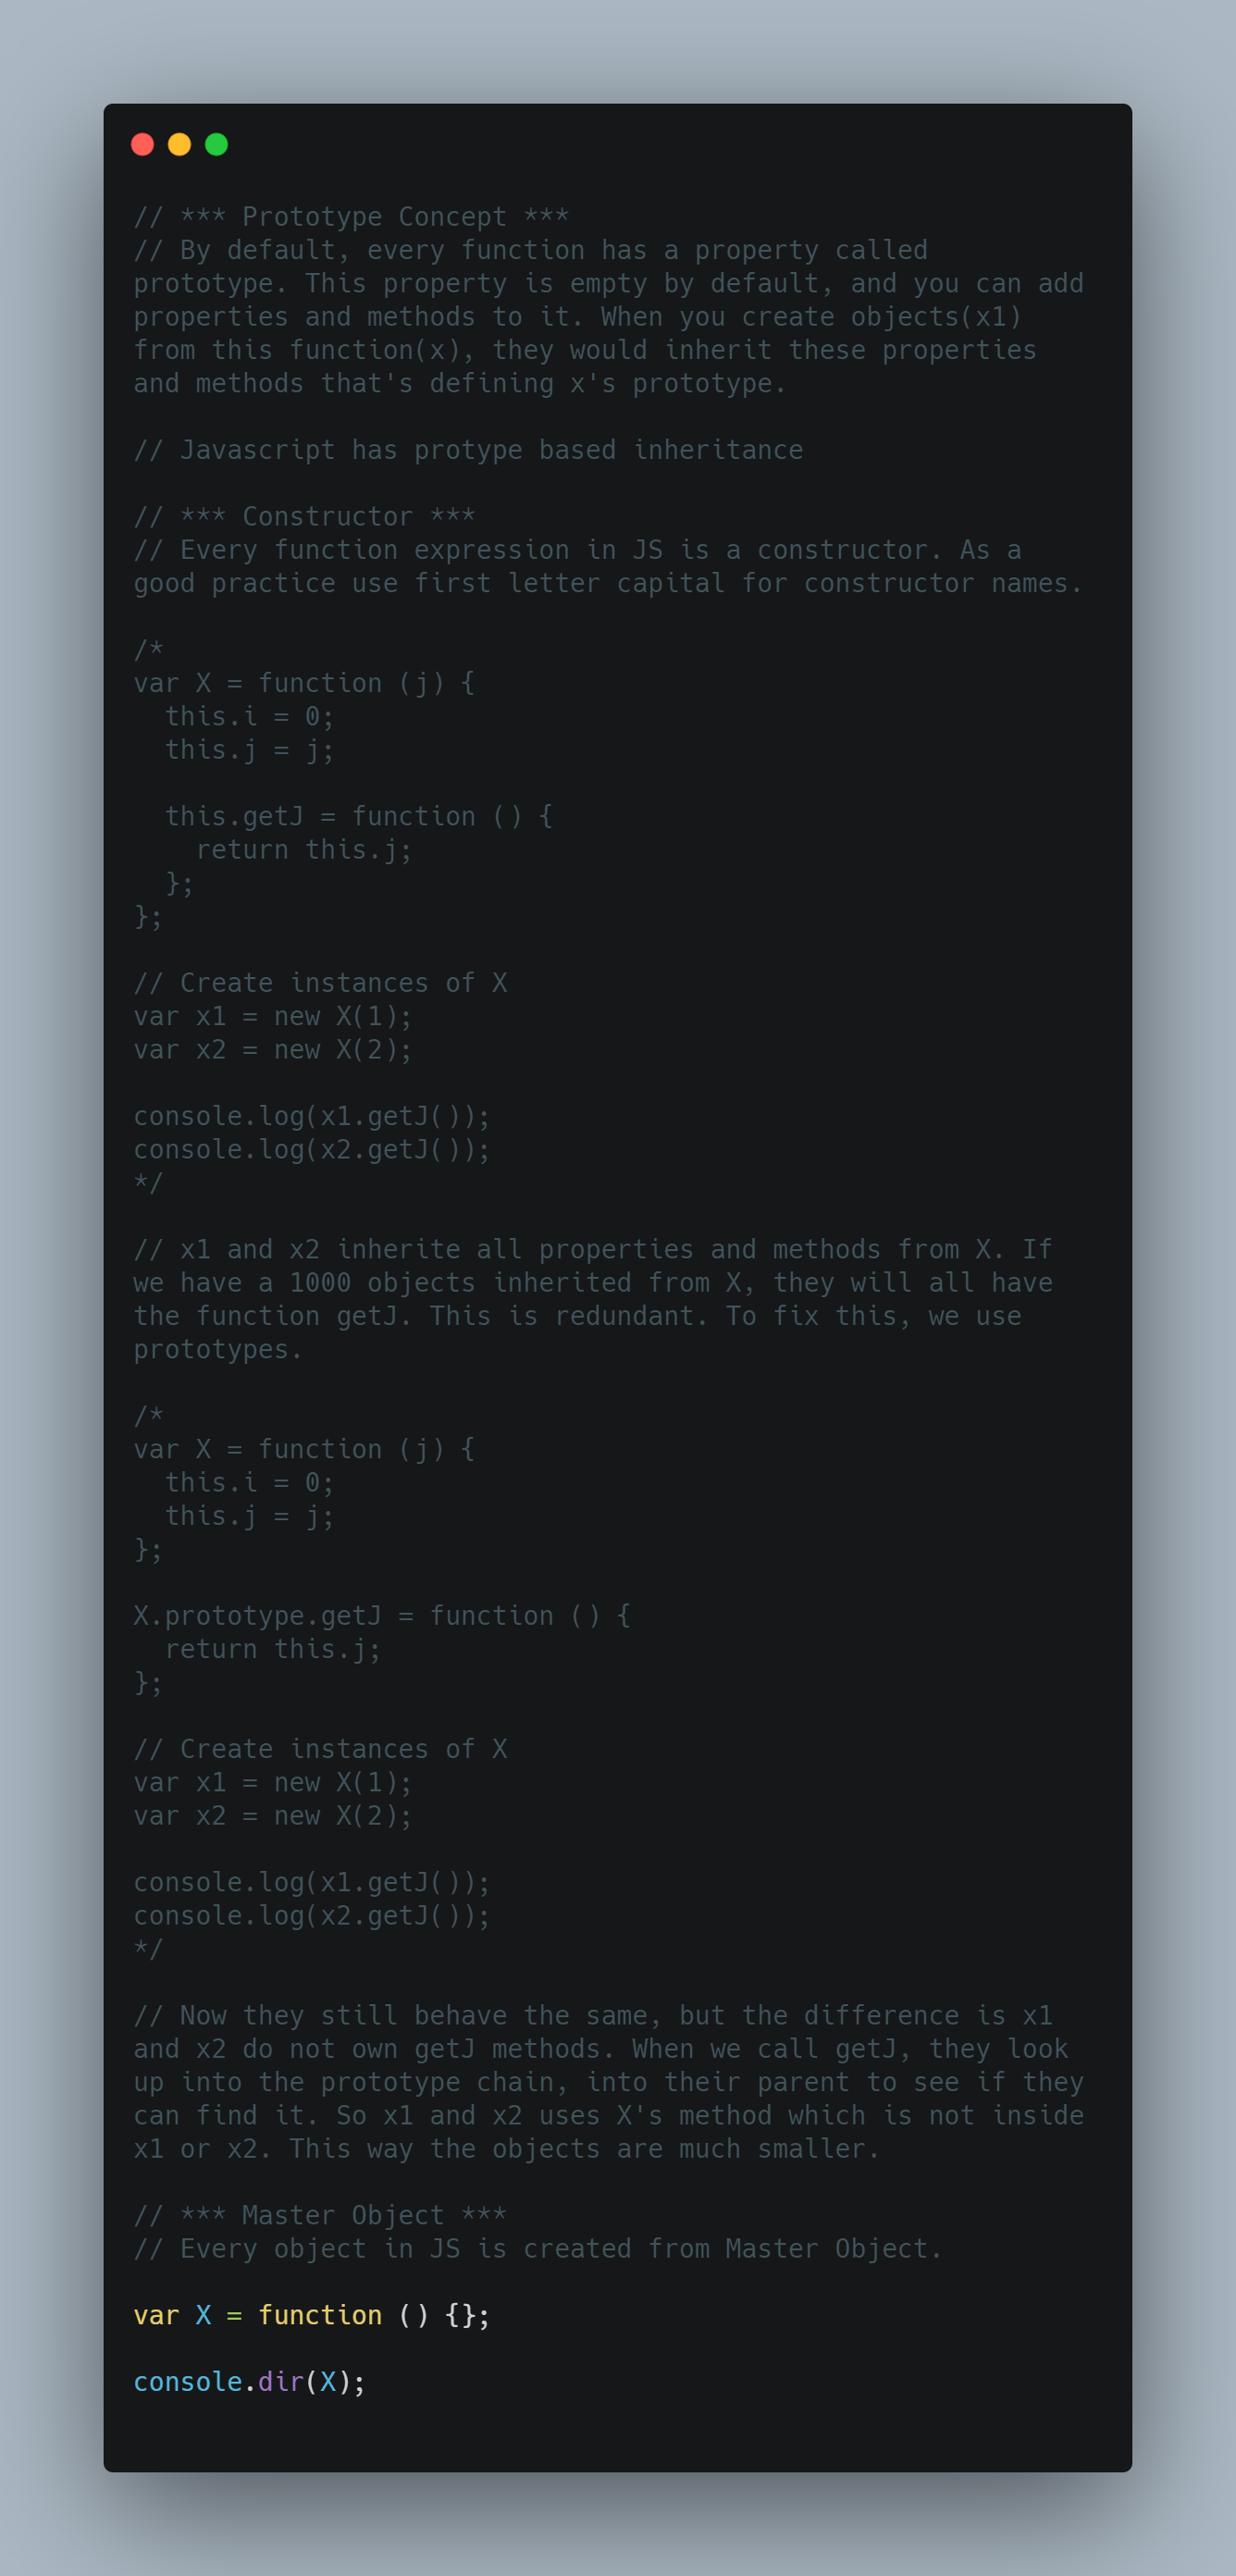 // *** Prototype Concept ***
// By default, every function has a property called
prototype. This property is empty by default, and you can add
properties and methods to it. When you create objects(x1)
from this function(x), they would inherit these properties
and methods that's defining x's prototype.

// Javascript has protype based inheritance

// *** Constructor ***
// Every function expression in JS is a constructor. As a
good practice use first letter capital for constructor names.

/*
var X = function (j) {
  this.i = 0;
  this.j = j;

  this.getJ = function () {
    return this.j;
  };
};

// Create instances of X
var x1 = new X(1);
var x2 = new X(2);

console.log(x1.getJ());
console.log(x2.getJ());
*/

// x1 and x2 inherite all properties and methods from X. If
we have a 1000 objects inherited from X, they will all have
the function getJ. This is redundant. To fix this, we use
prototypes.

/*
var X = function (j) {
  this.i = 0;
  this.j = j;
};

X.prototype.getJ = function () {
  return this.j;
};

// Create instances of X
var x1 = new X(1);
var x2 = new X(2);

console.log(x1.getJ());
console.log(x2.getJ());
*/

// Now they still behave the same, but the difference is x1
and x2 do not own getJ methods. When we call getJ, they look
up into the prototype chain, into their parent to see if they
can find it. So x1 and x2 uses X's method which is not inside
x1 or x2. This way the objects are much smaller.

// *** Master Object ***
// Every object in JS is created from Master Object.

var X = function () {};

console.dir(X);